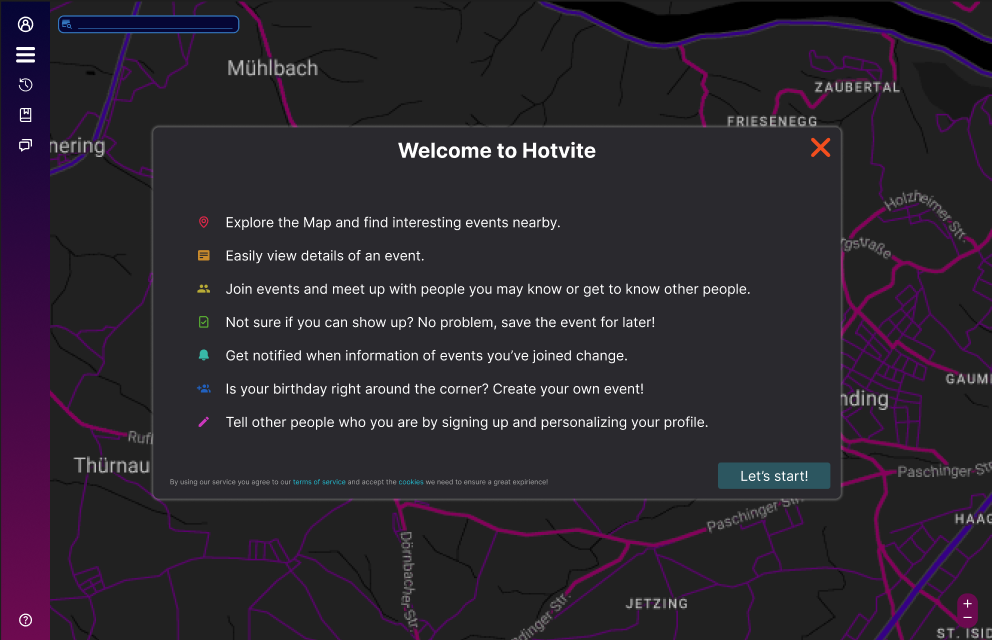 Mühlbach
ZAUBERTAL
FRIESENEGG
nering
Welcome to Hotvite
Explore the Map and find interesting events nearby.
Easily view details of an event.
Join events and meet up with people you may know or get to know other people.
Not sure if you can show up? No problem, save the event for later!
Get notified when information of events you’ve joined change.
Is your birthday right around the corner? Create your own event!
Tell other people who you are by signing up and personalizing your profile.
By using our service you agree to our terms of service and accept the cookies we need to ensure a great expirience!
Let’s start!
Holzheimer Str.
rgstraße
GAUM
nding
Rufl
Thürnau
Paschinger St
Paschinger Str.
HAAG
Dörnbacher Str.
ndinger Str.
JETZING
+
−
ST. ISID